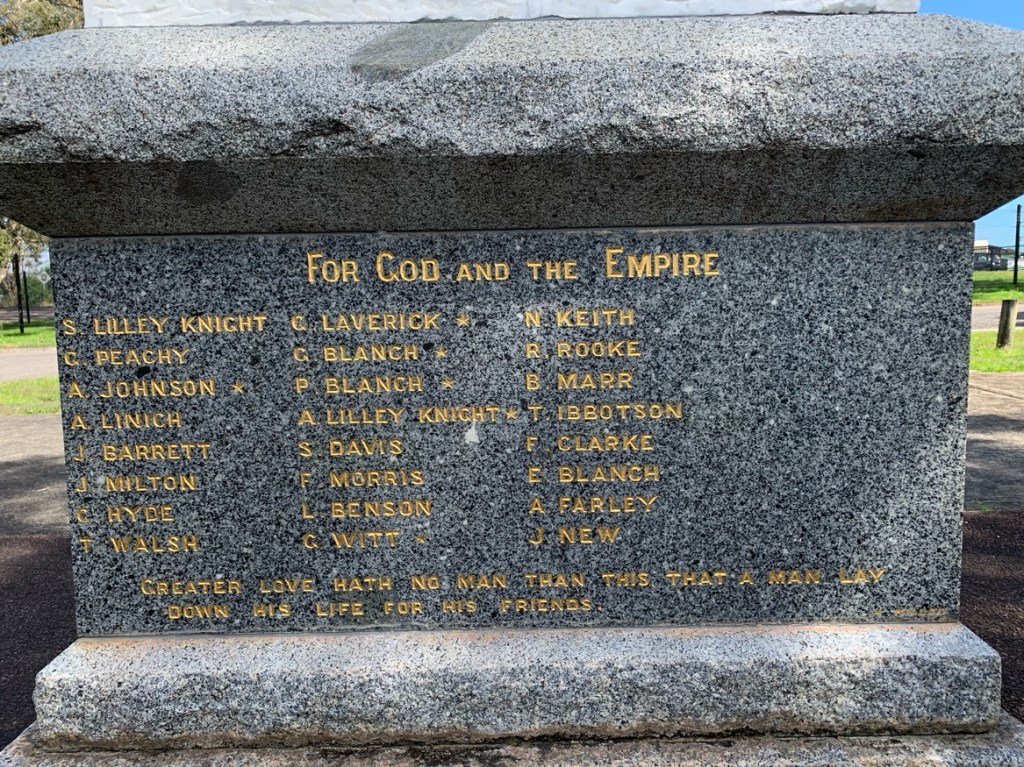 FOR GOD AND THE EMPIRE
S. LILLEY KNIGHT
G. PEACHY
A. JOHNSON *
A. LINICH
J. BARRETT
J. MILTON
C. HYDE
T. WALSH
C. LAVERICK *
G. BLANCH *
P. BLANCH *
A. LILLEY KNIGHT *
S. DAVIS
F. MORRIS
L. BENSON
G. WITT *
N. KEITH
R. ROOKE
B. MARR
T. IBBOTSON
F. CLARKE
E. BLANCH
A. FARLEY
J. NEW
GREATER LOVE HATH NO MAN THAN THIS THAT A MAN LAY
DOWN HIS LIFE FOR HIS FRIENDS.